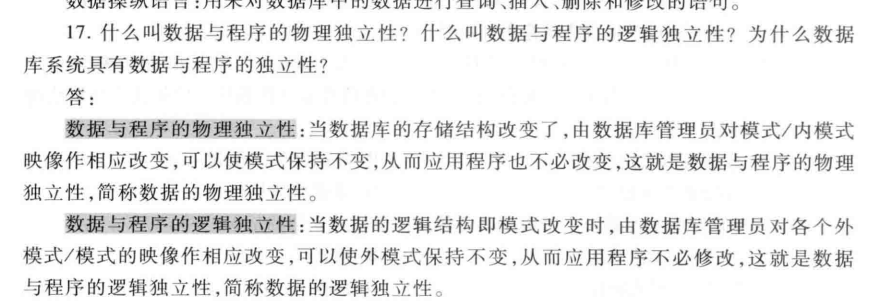 数据操纵语言:用来对数据库中的数据进行查询、插入、删除和修改的语句。
17. 什么叫数据与程序的物理独立性? 什么叫数据与程序的逻辑独立性? 为什么数据
库系统具有数据与程序的独立性?
答:
数据与程序的物理独立性:当数据库的存储结构改变了,由数据库管理员对模式/内模式
映像作相应改变,可以使模式保持不变,从而应用程序也不必改变,这就是数据与程序的物理
独立性,简称数据的物理独立性。
数据与程序的逻辑独立性:当数据的逻辑结构即模式改变时,由数据库管理员对各个外
模式/模式的映像作相应改变,可以使外模式保持不变,从而应用程序不必修改,这就是数据
与程序的逻辑独立性,简称数据的逻辑独立性。